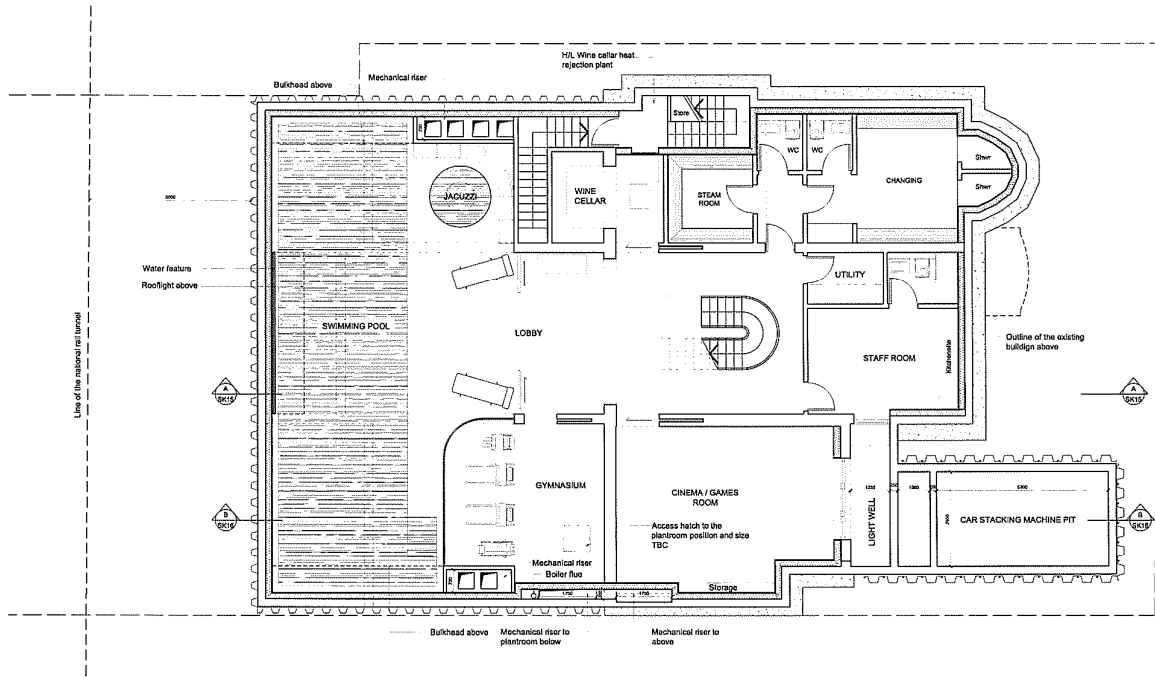 H/L Wine cellar heat
rejection plant
Mechanical riser
Bulkhead above
Store
WC
WC
CHANGING
Shwr
Shwr
STEAM
ROOM
WINE
CELLAR
JACUZZI
5000
Water feature
Rooflight above
UTILITY
SWIMMING POOL
LOBBY
Outline of the existing
buildign above
STAFF ROOM
Kitchenette
Line of the national rail tunnel
A
SK15
A
SK15
GYMNASIUM
CINEMA / GAMES
ROOM
LIGHT WELL
CAR STACKING MACHINE PIT
B
SK16
B
SK16
Access hatch to the
plantroom position and size
TBC
Mechanical riser
Boiler flue
Storage
Bulkhead above
Mechanical riser to
plantroom below
Mechanical riser to
above